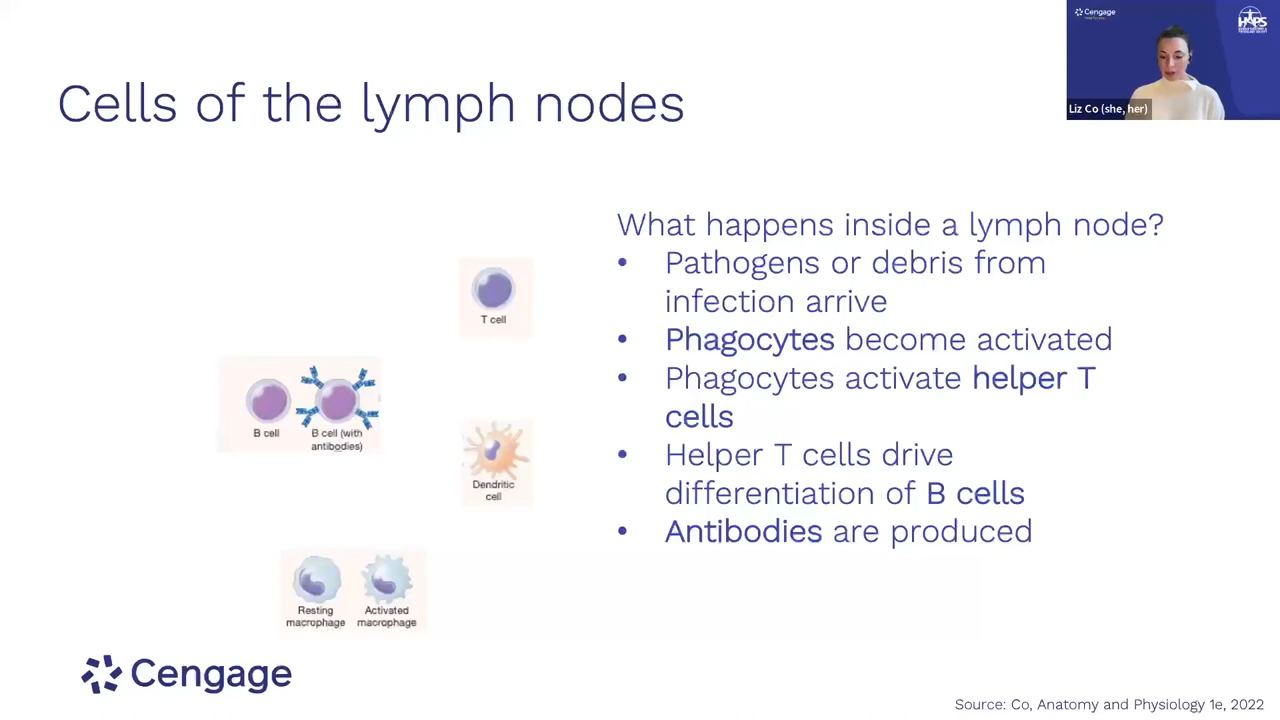 Cengage
HAPS
Liz Co (she, her)
Cells of the lymph nodes
What happens inside a lymph node?
• Pathogens or debris from
infection arrive
• Phagocytes become activated
• Phagocytes activate helper T
cells
• Helper T cells drive
differentiation of B cells
• Antibodies are produced
T cell
B cell
B cell (with
antibodies)
Dendritic
cell
Resting
macrophage
Activated
macrophage
Cengage
Source: Co, Anatomy and Physiology 1e, 2022